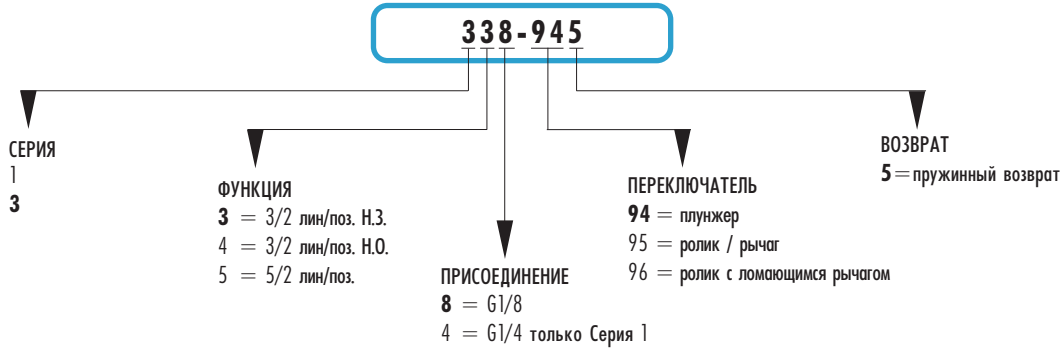 338-945
СЕРИЯ
1
3
ФУНКЦИЯ
3 = 3/2 лин/поз. Н.З.
4 = 3/2 лин/поз. Н.О.
5 = 5/2 лин/поз.
ПРИСОЕДИНЕНИЕ
8 = G1/8
4 = G1/4 только Серия 1
ПЕРЕКЛЮЧАТЕЛЬ
94 = плунжер
95 = ролик / рычаг
96 = ролик с ломающимся рычагом
ВОЗВРАТ
5=пружинный возврат